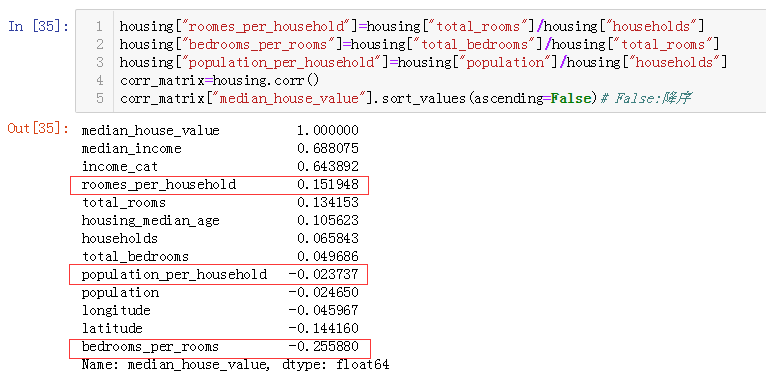 In [35]:
1 housing["roomes_per_household"]=housing["total_rooms"]/housing["households"]
2 housing["bedrooms_per_rooms"]=housing["total_bedrooms"]/housing["total_rooms"]
3 housing["population_per_household"]=housing["population"]/housing["households"]
4 corr_matrix=housing.corr()
5 corr_matrix["median_house_value"].sort_values(ascending=False)# False:降序
Out[35]:
median_house_value 1.000000
median_income 0.688075
income_cat 0.643892
roomes_per_household 0.151948
total_rooms 0.134153
housing_median_age 0.105623
households 0.065843
total_bedrooms 0.049686
population_per_household -0.023737
population -0.024650
longitude -0.045967
latitude -0.144160
bedrooms_per_rooms -0.255880
Name: median_house_value, dtype: float64